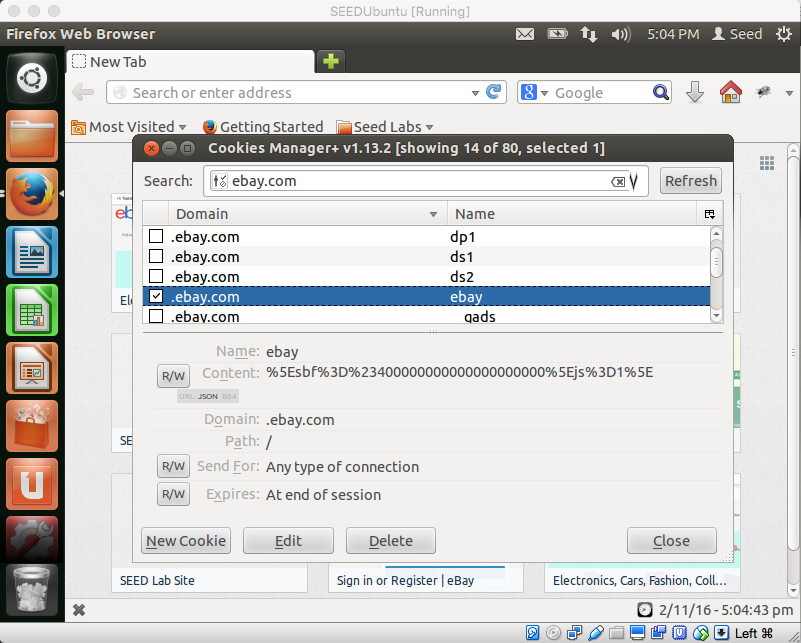 SEEDUbuntu [Running]
Firefox Web Browser
5:04 PM
Seed
New Tab
Search or enter address
8
Google
Most Visited
Getting Started
Seed Labs
Cookies Manager+ v1.13.2 [showing 14 of 80, selected 1]
Search:
ebay.com
Refresh
Domain
Name
.ebay.com dp1
.ebay.com ds1
.ebay.com ds2
.ebay.com ebay
.ebay.com __gads
Name: ebay
R/W Content: %5Esbf%3D%2340000000000000000000000%5Ejs%3D1%5E
URL JSON B64
Domain: .ebay.com
Path: /
R/W Send For: Any type of connection
R/W Expires: At end of session
New Cookie
Edit
Delete
Close
SEED Lab Site
Sign in or Register | eBay
Electronics, Cars, Fashion, Coll...
2/11/16 - 5:04:43 pm
Left ⌘